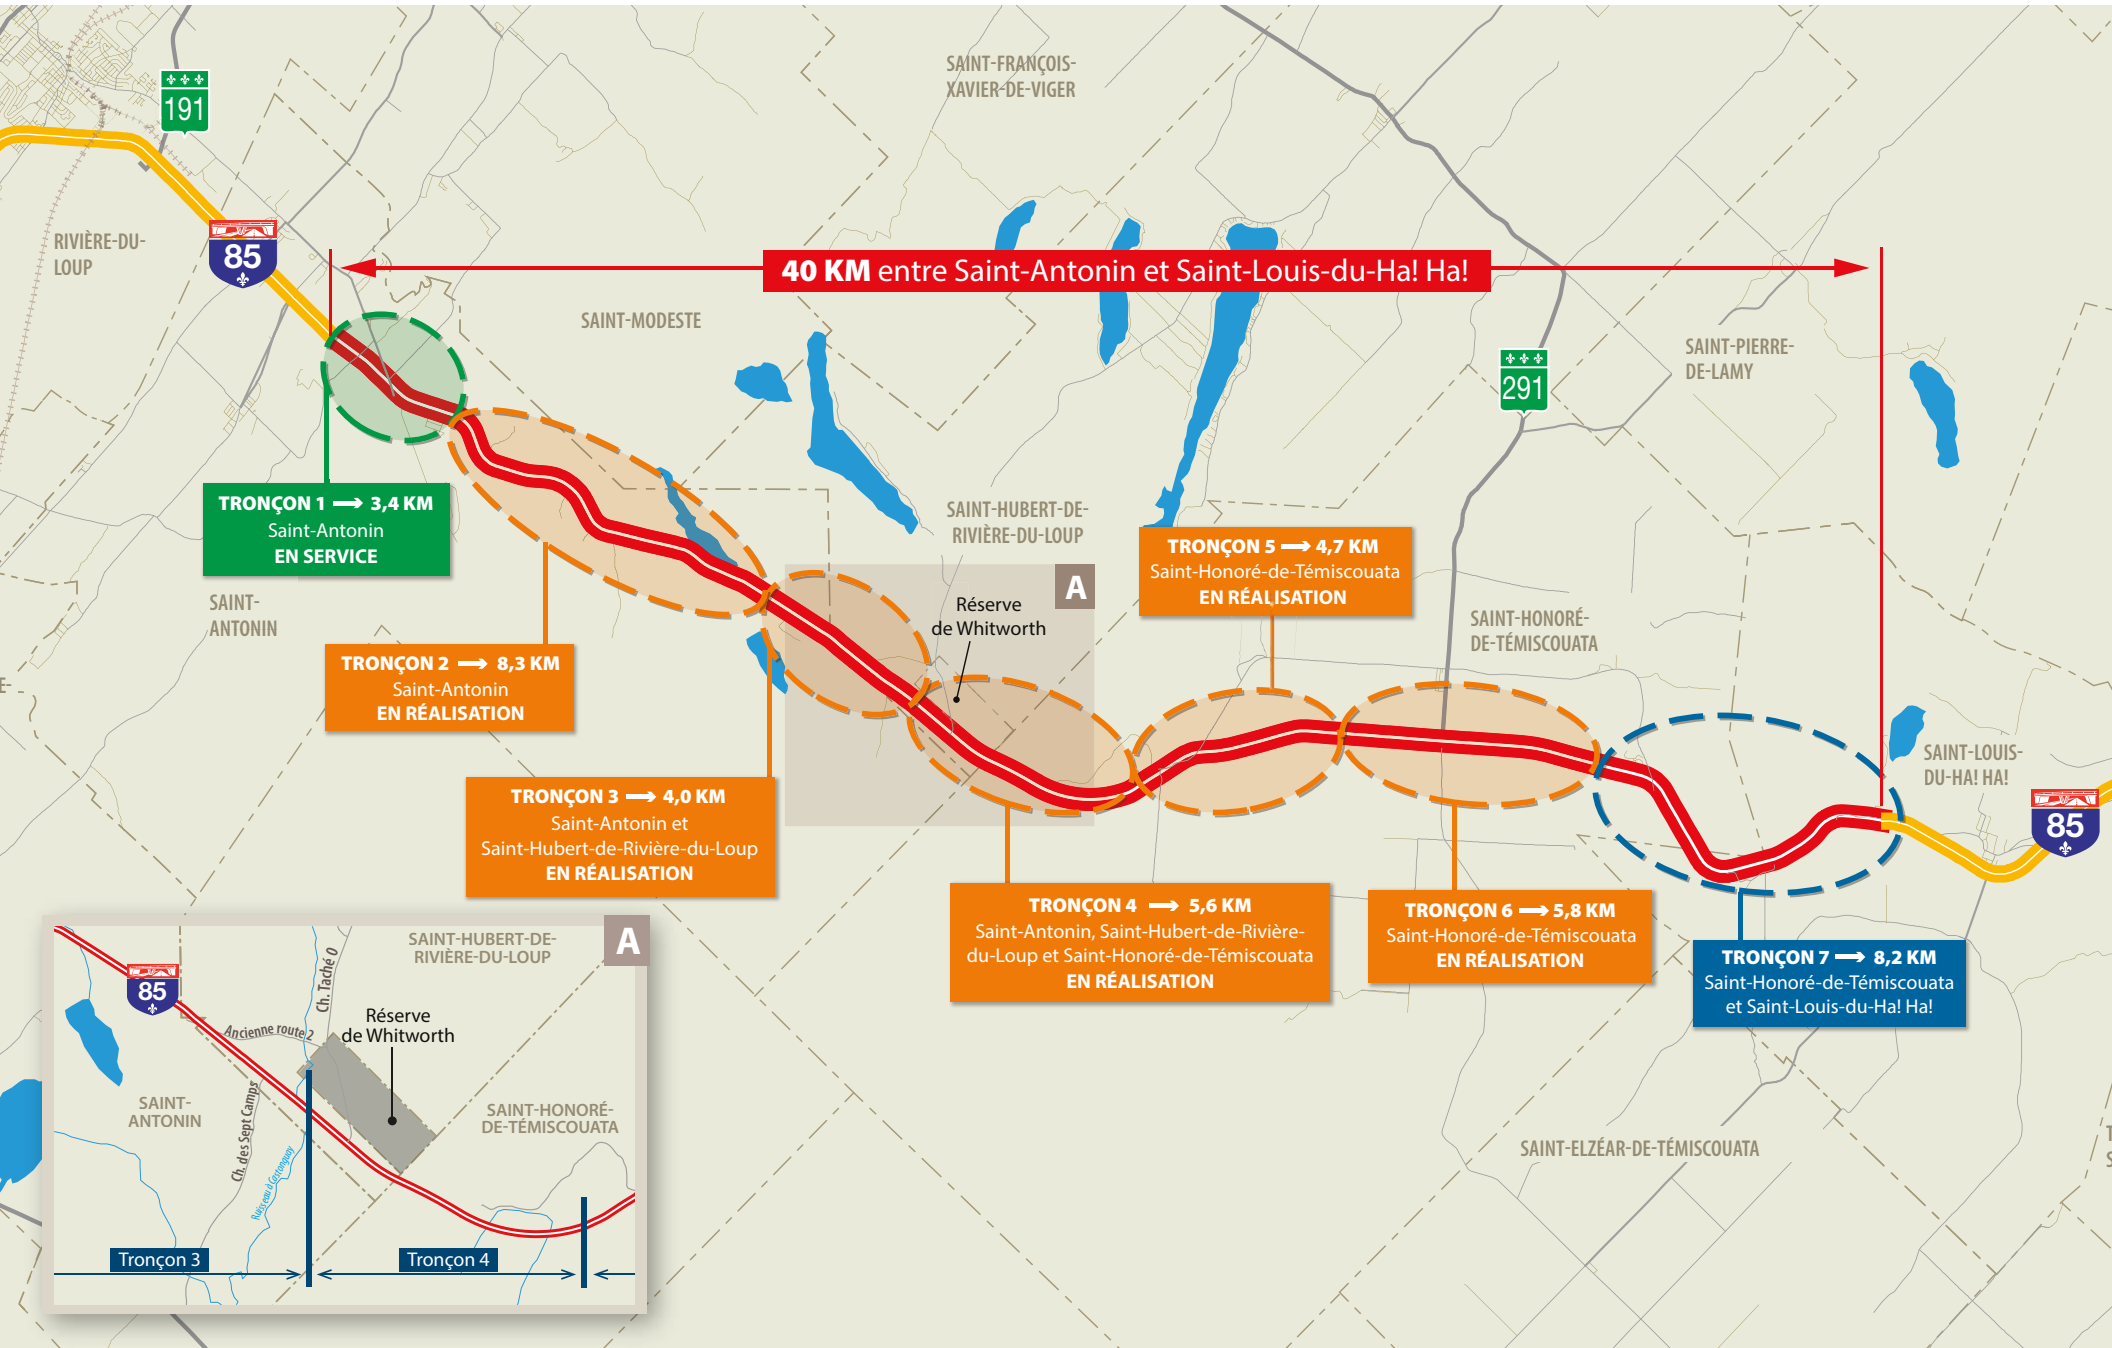 191
SAINT-FRANÇOIS-
XAVIER-DE-VIGER
RIVIÈRE-DU-
LOUP
85
40 KM entre Saint-Antonin et Saint-Louis-du-Ha! Ha!
SAINT-MODESTE
SAINT-PIERRE-
DE-LAMY
291
TRONÇON 1 → 3,4 KM
Saint-Antonin
EN SERVICE
SAINT-HUBERT-DE-
RIVIÈRE-DU-LOUP
TRONÇON 5 → 4,7 KM
Saint-Honoré-de-Témiscouata
EN RÉALISATION
A
Réserve
de Whitworth
SAINT-
ANTONIN
SAINT-HONORÉ-
DE-TÉMISCOUATA
TRONÇON 2 → 8,3 KM
Saint-Antonin
EN RÉALISATION
E-
SAINT-LOUIS-
DU-HA! HA!
85
TRONÇON 3 → 4,0 KM
Saint-Antonin et
Saint-Hubert-de-Rivière-du-Loup
EN RÉALISATION
TRONÇON 4 → 5,6 KM
Saint-Antonin, Saint-Hubert-de-Rivière-
du-Loup et Saint-Honoré-de-Témiscouata
EN RÉALISATION
TRONÇON 6 → 5,8 KM
Saint-Honoré-de-Témiscouata
EN RÉALISATION
TRONÇON 7 → 8,2 KM
Saint-Honoré-de-Témiscouata
et Saint-Louis-du-Ha! Ha!
A
SAINT-HUBERT-DE-
RIVIÈRE-DU-LOUP
Ch. Taché O
85
Réserve
de Whitworth
Ancienne route 2
SAINT-
ANTONIN
Ch. des Sept Camps
SAINT-HONORÉ-
DE-TÉMISCOUATA
Ruisseau à Castonguay
Tronçon 3
Tronçon 4
SAINT-ELZÉAR-DE-TÉMISCOUATA
T
S